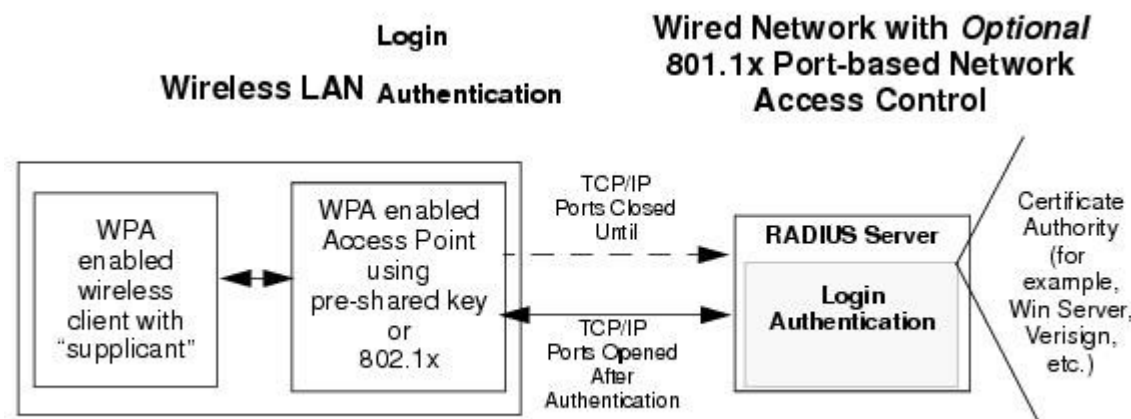 Login
Wireless LAN Authentication
Wired Network with Optional
801.1x Port-based Network
Access Control
WPA
enabled
wireless
client with
“supplicant”
WPA enabled
Access Point
using
pre-shared key
or
802.1x
TCP/IP
Ports Closed
Until
TCP/IP
Ports Opened
After
Authentication
RADIUS Server
Login
Authentication
Certificate
Authority
(for
example,
Win Server,
Verisign,
etc.)